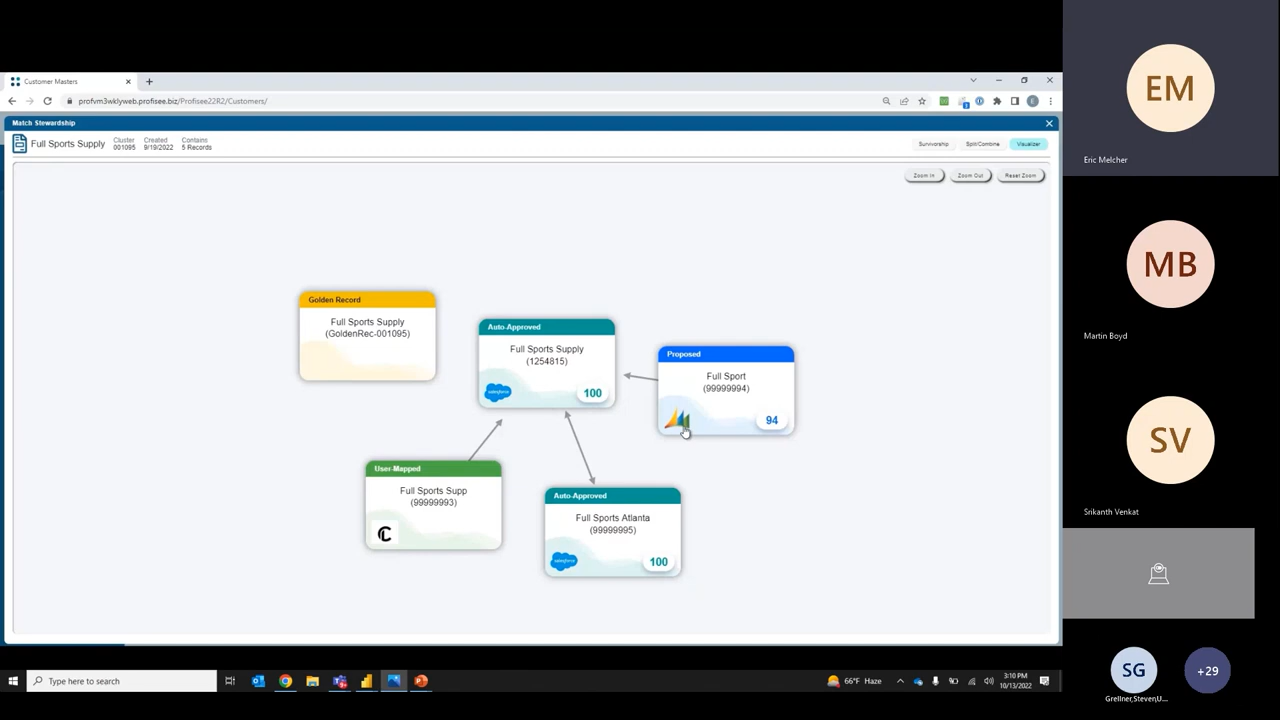 Customer Masters
profvm3wklyweb.profisee.biz/Profisee22R2/Customers/
Match Stewardship
Full Sports Supply
Cluster
001095
Created
9/19/2022
Contains
5 Records
Survivorship
Split/Combine
Visualizer
Zoom In
Zoom Out
Reset Zoom
Golden Record
Full Sports Supply
(GoldenRec-001095)
Auto-Approved
Full Sports Supply
(1254815)
salesforce
100
Proposed
Full Sport
(99999994)
94
User-Mapped
Full Sports Supp
(99999993)
C
Auto-Approved
Full Sports Atlanta
(99999995)
salesforce
100
Type here to search
66°F Haze
3:10 PM
10/13/2022
EM
Eric Melcher
MB
Martin Boyd
SV
Srikanth Venkat
SG
Grellner,Steven,U...
+29